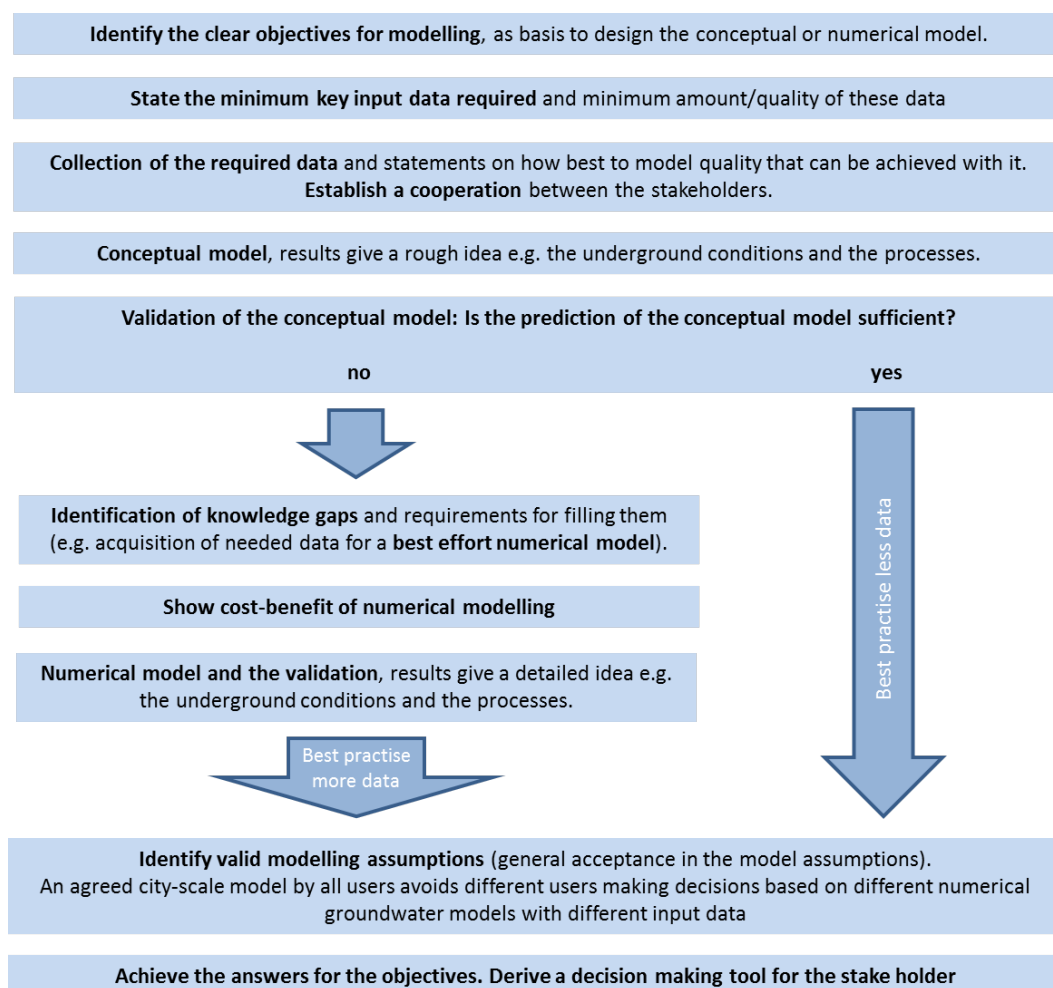 Identify the clear objectives for modelling, as basis to design the conceptual or numerical model.
State the minimum key input data required and minimum amount/quality of these data
Collection of the required data and statements on how best to model quality that can be achieved with it.
Establish a cooperation between the stakeholders.
Conceptual model, results give a rough idea e.g. the underground conditions and the processes.
Validation of the conceptual model: Is the prediction of the conceptual model sufficient?
no
yes
Identification of knowledge gaps and requirements for filling them
(e.g. acquisition of needed data for a best effort numerical model).
Show cost-benefit of numerical modelling
Numerical model and the validation, results give a detailed idea e.g.
the underground conditions and the processes.
Best practise
more data
Best practise less data
Identify valid modelling assumptions (general acceptance in the model assumptions).
An agreed city-scale model by all users avoids different users making decisions based on different numerical
groundwater models with different input data
Achieve the answers for the objectives. Derive a decision making tool for the stake holder